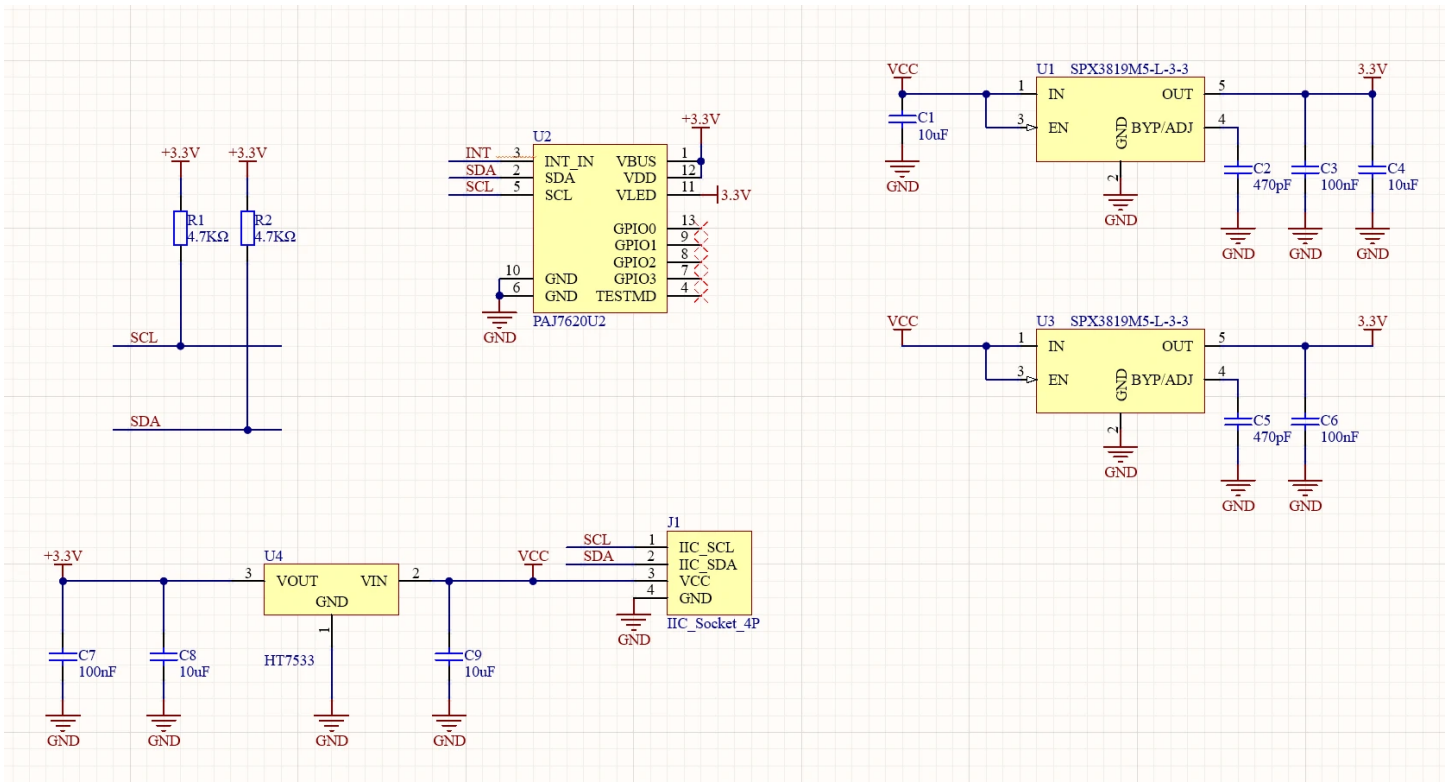 +3.3V
+3.3V
R1
4.7KΩ
R2
4.7KΩ
SCL
SDA
U2
+3.3V
INT 3 INT_IN VBUS 1
SDA 2 SDA VDD 12
SCL 5 SCL VLED 11 3.3V
GPIO0 13
GPIO1 9
GPIO2 8
10 GND GPIO3 7
6 GND TESTMD 4
GND
PAJ7620U2
VCC
U1 SPX3819M5-L-3-3
3.3V
1 IN OUT 5
3 EN GND BYP/ADJ 4
2
C1
10uF
GND
GND
C2
470pF
GND
C3
100nF
GND
C4
10uF
GND
VCC
U3 SPX3819M5-L-3-3
3.3V
1 IN OUT 5
3 EN GND BYP/ADJ 4
2
GND
C5
470pF
GND
C6
100nF
GND
+3.3V
U4
3 VOUT VIN 2
GND
1
HT7533
VCC
C7
100nF
GND
C8
10uF
GND
GND
C9
10uF
GND
J1
SCL 1 IIC_SCL
SDA 2 IIC_SDA
3 VCC
4 GND
GND
IIC_Socket_4P